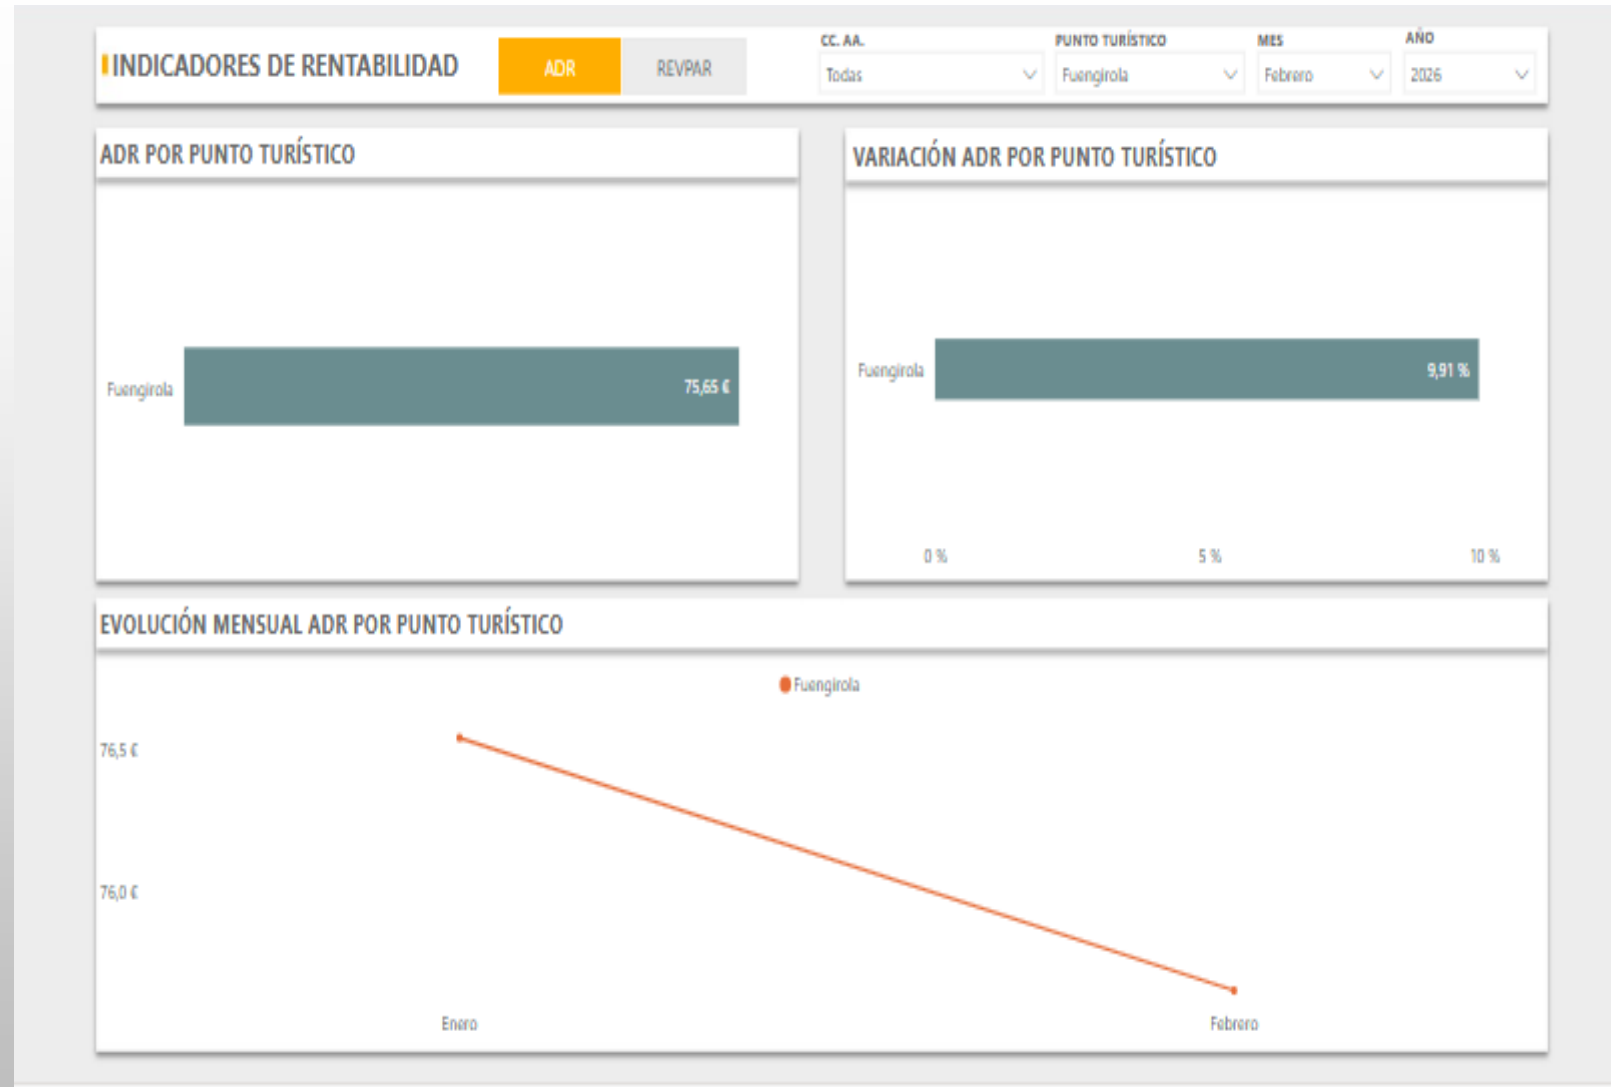 INDICADORES DE RENTABILIDAD
ADR
REVPAR
CC. AA.
Todas
PUNTO TURÍSTICO
Fuengirola
MES
Febrero
AÑO
2026
ADR POR PUNTO TURÍSTICO
Fuengirola
75,65 €
VARIACIÓN ADR POR PUNTO TURÍSTICO
Fuengirola
9,91 %
0 %
5 %
10 %
EVOLUCIÓN MENSUAL ADR POR PUNTO TURÍSTICO
Fuengirola
76,5 €
76,0 €
Enero
Febrero